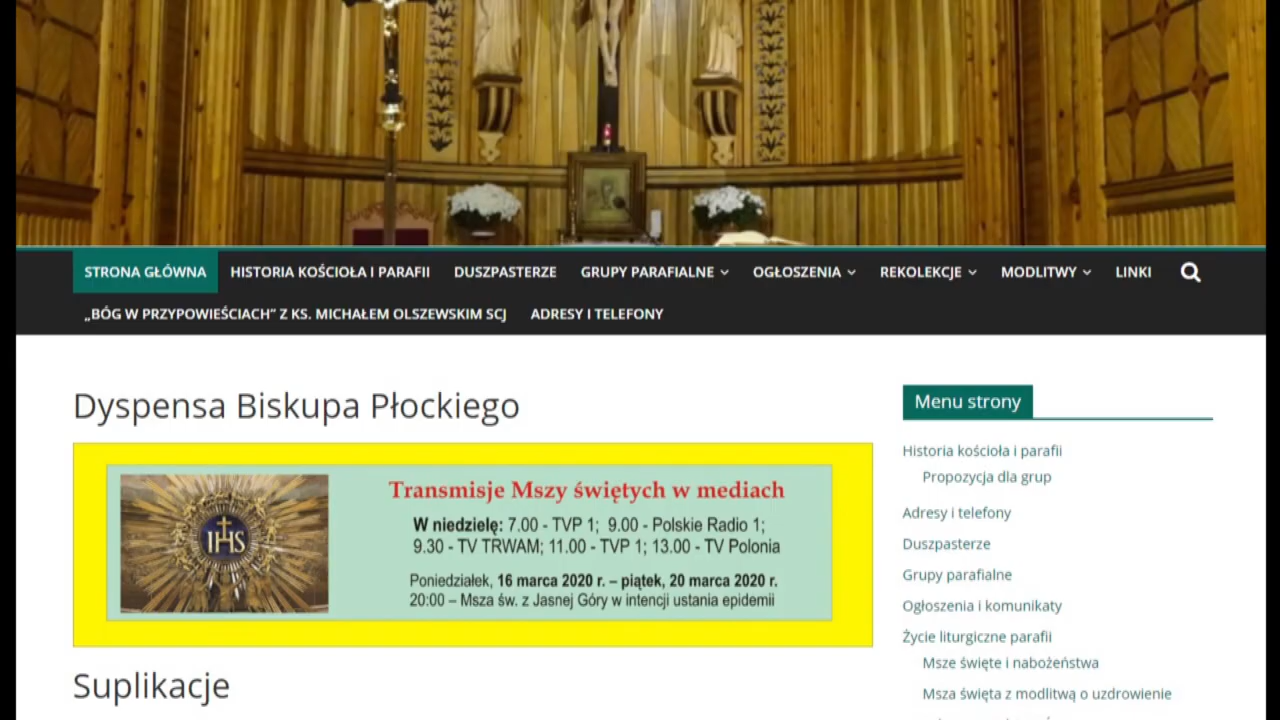 STRONA GŁÓWNA HISTORIA KOŚCIOŁA I PARAFII DUSZPASTERZE GRUPY PARAFIALNE OGŁOSZENIA REKOLEKCJE MODLITWY LINKI
„BÓG W PRZYPOWIEŚCIACH” Z KS. MICHAŁEM OLSZEWSKIM SCJ ADRESY I TELEFONY
Dyspensa Biskupa Płockiego
IHS
Transmisje Mszy świętych w mediach
W niedzielę: 7.00 - TVP 1; 9.00 - Polskie Radio 1;
9.30 - TV TRWAM; 11.00 - TVP 1; 13.00 - TV Polonia
Poniedziałek, 16 marca 2020 r. – piątek, 20 marca 2020 r.
20:00 – Msza św. z Jasnej Góry w intencji ustania epidemii
Suplikacje
Menu strony
Historia kościoła i parafii
Propozycja dla grup
Adresy i telefony
Duszpasterze
Grupy parafialne
Ogłoszenia i komunikaty
Życie liturgiczne parafii
Msze święte i nabożeństwa
Msza święta z modlitwą o uzdrowienie